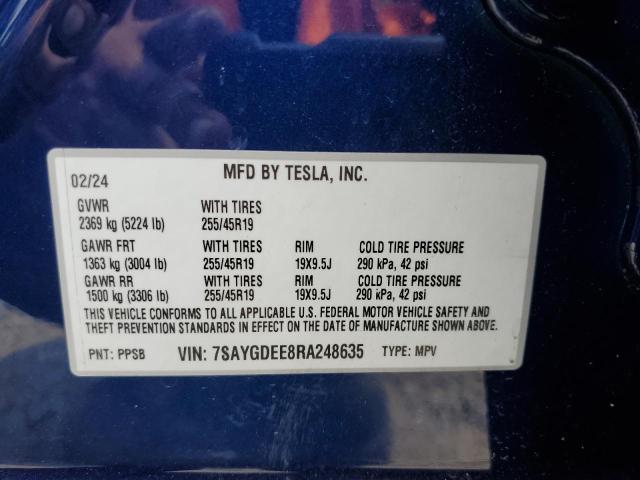 02/24 MFD BY TESLA, INC.
GVWR WITH TIRES
2369 kg (5224 lb) 255/45R19
GAWR FRT WITH TIRES RIM COLD TIRE PRESSURE
1363 kg (3004 lb) 255/45R19 19X9.5J 290 kPa, 42 psi
GAWR RR WITH TIRES RIM COLD TIRE PRESSURE
1500 kg (3306 lb) 255/45R19 19X9.5J 290 kPa, 42 psi
THIS VEHICLE CONFORMS TO ALL APPLICABLE U.S. FEDERAL MOTOR VEHICLE SAFETY AND
THEFT PREVENTION STANDARDS IN EFFECT ON THE DATE OF MANUFACTURE SHOWN ABOVE.
PNT: PPSB VIN: 7SAYGDEE8RA248635 TYPE: MPV